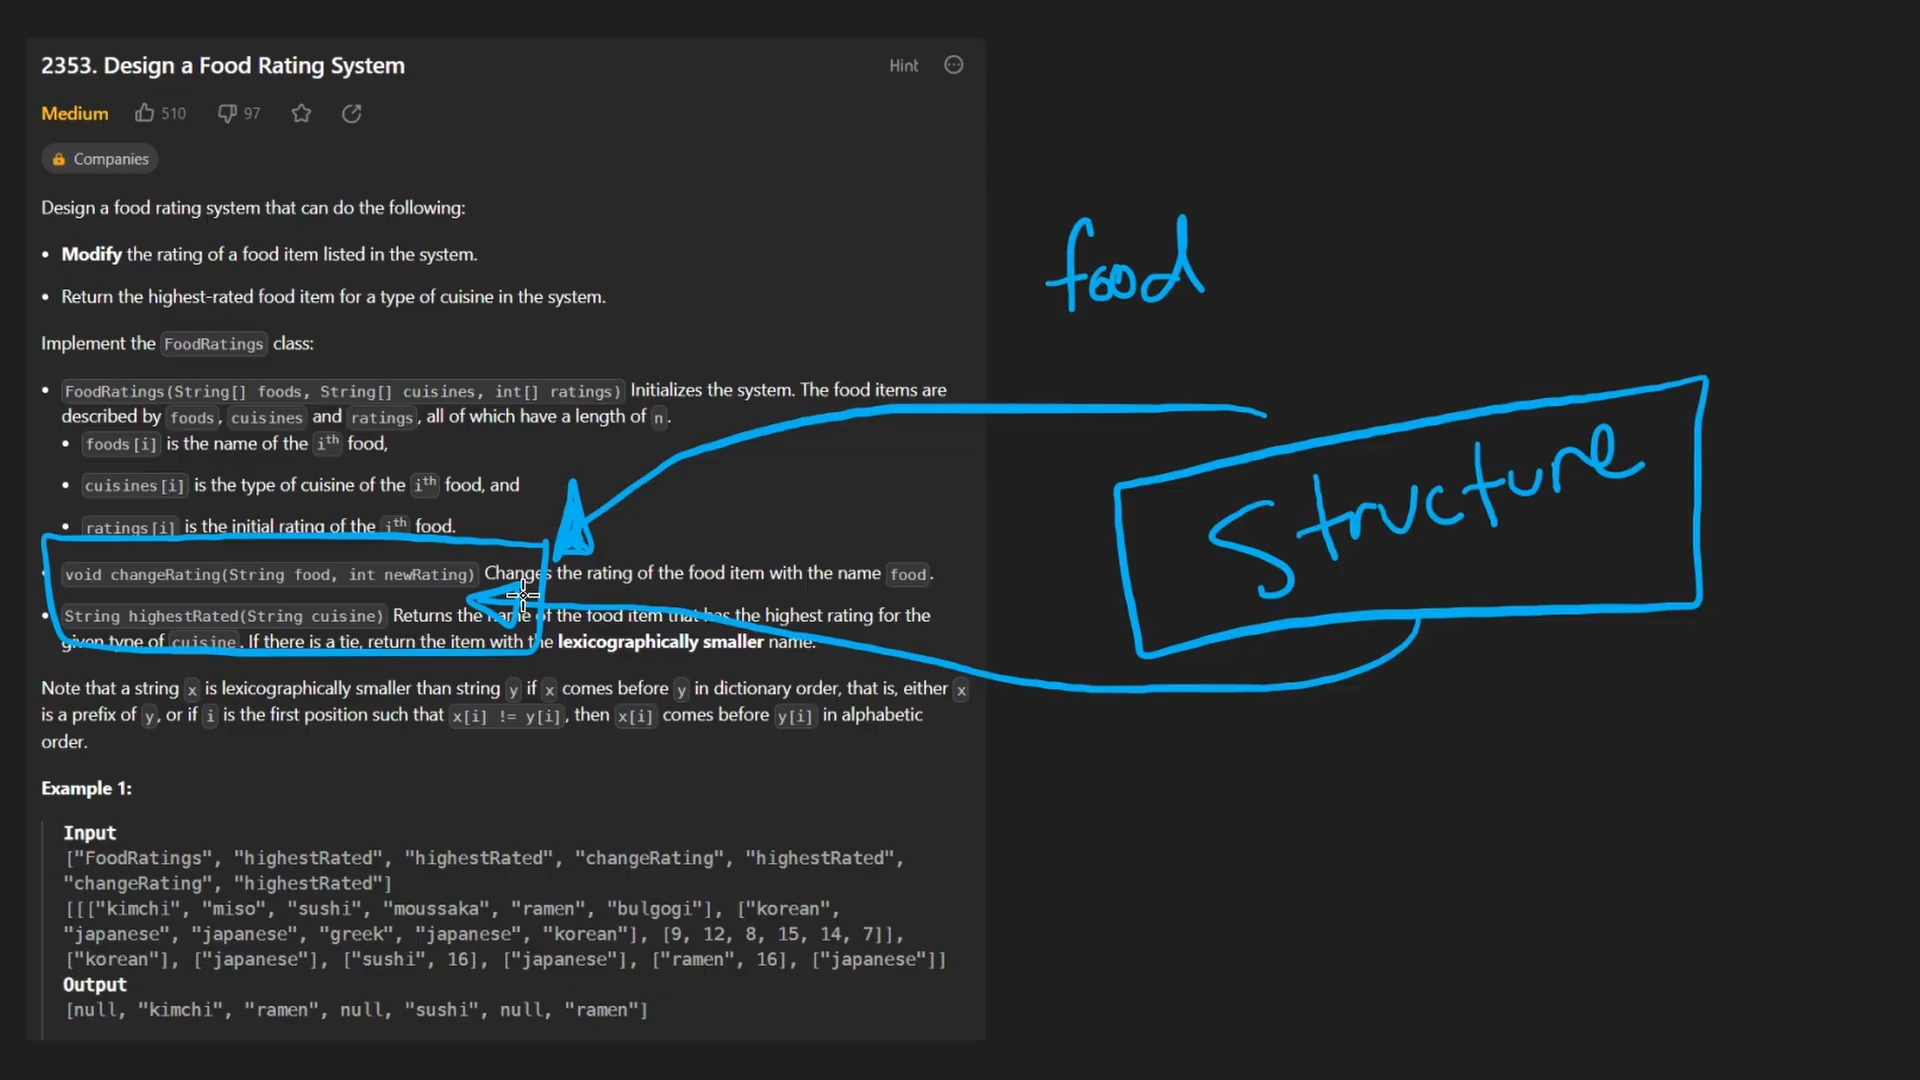 2353. Design a Food Rating System
Hint
Medium 510 97
Companies
Design a food rating system that can do the following:
• Modify the rating of a food item listed in the system.
• Return the highest-rated food item for a type of cuisine in the system.
Implement the FoodRatings class:
• FoodRatings(String[] foods, String[] cuisines, int[] ratings) Initializes the system. The food items are
described by foods, cuisines and ratings, all of which have a length of n.
• foods[i] is the name of the ith food,
• cuisines[i] is the type of cuisine of the ith food, and
• ratings[i] is the initial rating of the ith food.
• void changeRating(String food, int newRating) Changes the rating of the food item with the name food.
• String highestRated(String cuisine) Returns the name of the food item that has the highest rating for the
given type of cuisine. If there is a tie, return the item with the lexicographically smaller name.
Note that a string x is lexicographically smaller than string y if x comes before y in dictionary order, that is, either x
is a prefix of y, or if i is the first position such that x[i] != y[i], then x[i] comes before y[i] in alphabetic
order.
Example 1:
Input
["FoodRatings", "highestRated", "highestRated", "changeRating", "highestRated",
"changeRating", "highestRated"]
[[["kimchi", "miso", "sushi", "moussaka", "ramen", "bulgogi"], ["korean",
"japanese", "japanese", "greek", "japanese", "korean"], [9, 12, 8, 15, 14, 7]],
["korean"], ["japanese"], ["sushi", 16], ["japanese"], ["ramen", 16], ["japanese"]]
Output
[null, "kimchi", "ramen", null, "sushi", null, "ramen"]
food
Structure